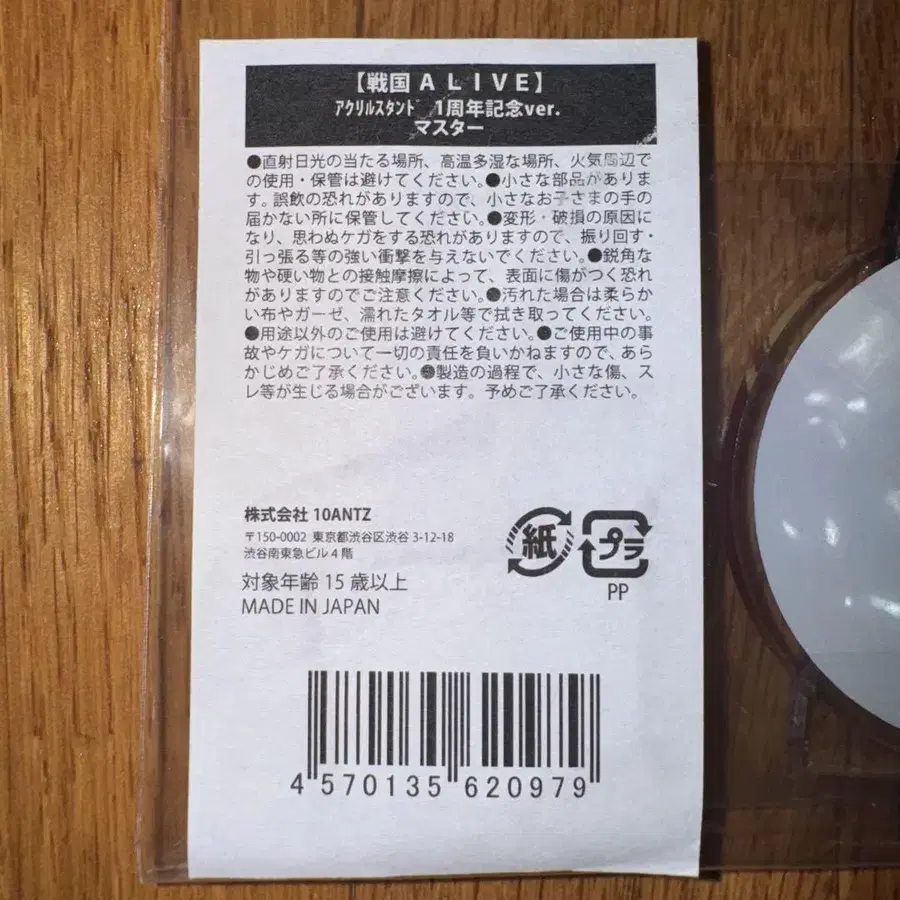 【戦国ＡＬＩＶＥ】
ｱｸﾘﾙｽﾀﾝﾄﾞ 1周年記念ver.
マスター
●直射日光の当たる場所、高温多湿な場所、火気周辺で
の使用・保管は避けてください。●小さな部品がありま
す。誤飲の恐れがありますので、小さなお子さまの手の
届かない所に保管してください。●変形・破損の原因に
なり、思わぬケガをする恐れがありますので、振り回す・
引っ張る等の強い衝撃を与えないでください。●鋭角な
物や硬い物との接触摩擦によって、表面に傷がつく恐れ
がありますのでご注意ください。●汚れた場合は柔らか
い布やガーゼ、濡れたタオル等で拭き取ってください。
●用途以外のご使用は避けてください。●ご使用中の事
故やケガについて一切の責任を負いかねますので、あら
かじめご了承ください。●製造の過程で、小さな傷、ス
レ等が生じる場合がございます。予めご了承ください。
株式会社 10ANTZ
〒150-0002 東京都渋谷区渋谷 3-12-18
渋谷南東急ビル 4 階
対象年齢 15 歳以上
MADE IN JAPAN
紙
プラ
PP
4 570135 620979